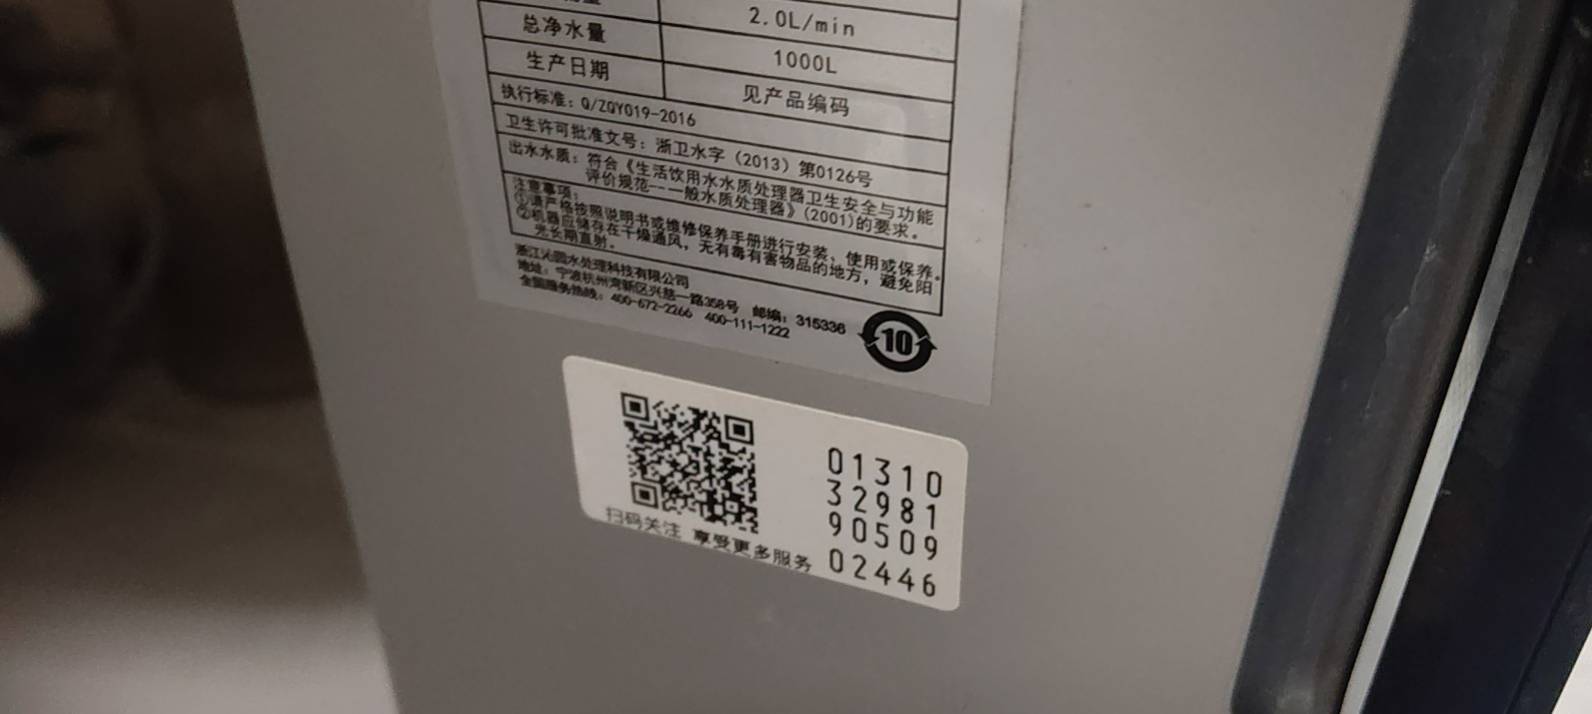 量
2.0L/min
总净水量
1000L
生产日期
见产品编码
执行标准：Q/ZQY019-2016
卫生许可批准文号：浙卫水字（2013）第0126号
出水水质：符合《生活饮用水水质处理器卫生安全与功能
评价规范---一般水质处理器》(2001)的要求。
注意事项：
①请严格按照说明书或维修保养手册进行安装、使用或保养。
②机器应储存在干燥通风，无有毒有害物品的地方，避免阳
光长期直射。
浙江沁园水处理科技有限公司
地址：宁波杭州湾新区兴慈一路358号 邮编：315336
全国服务热线：400-672-2266 400-111-1222
10
01310
32981
90509
02446
扫码关注 享受更多服务